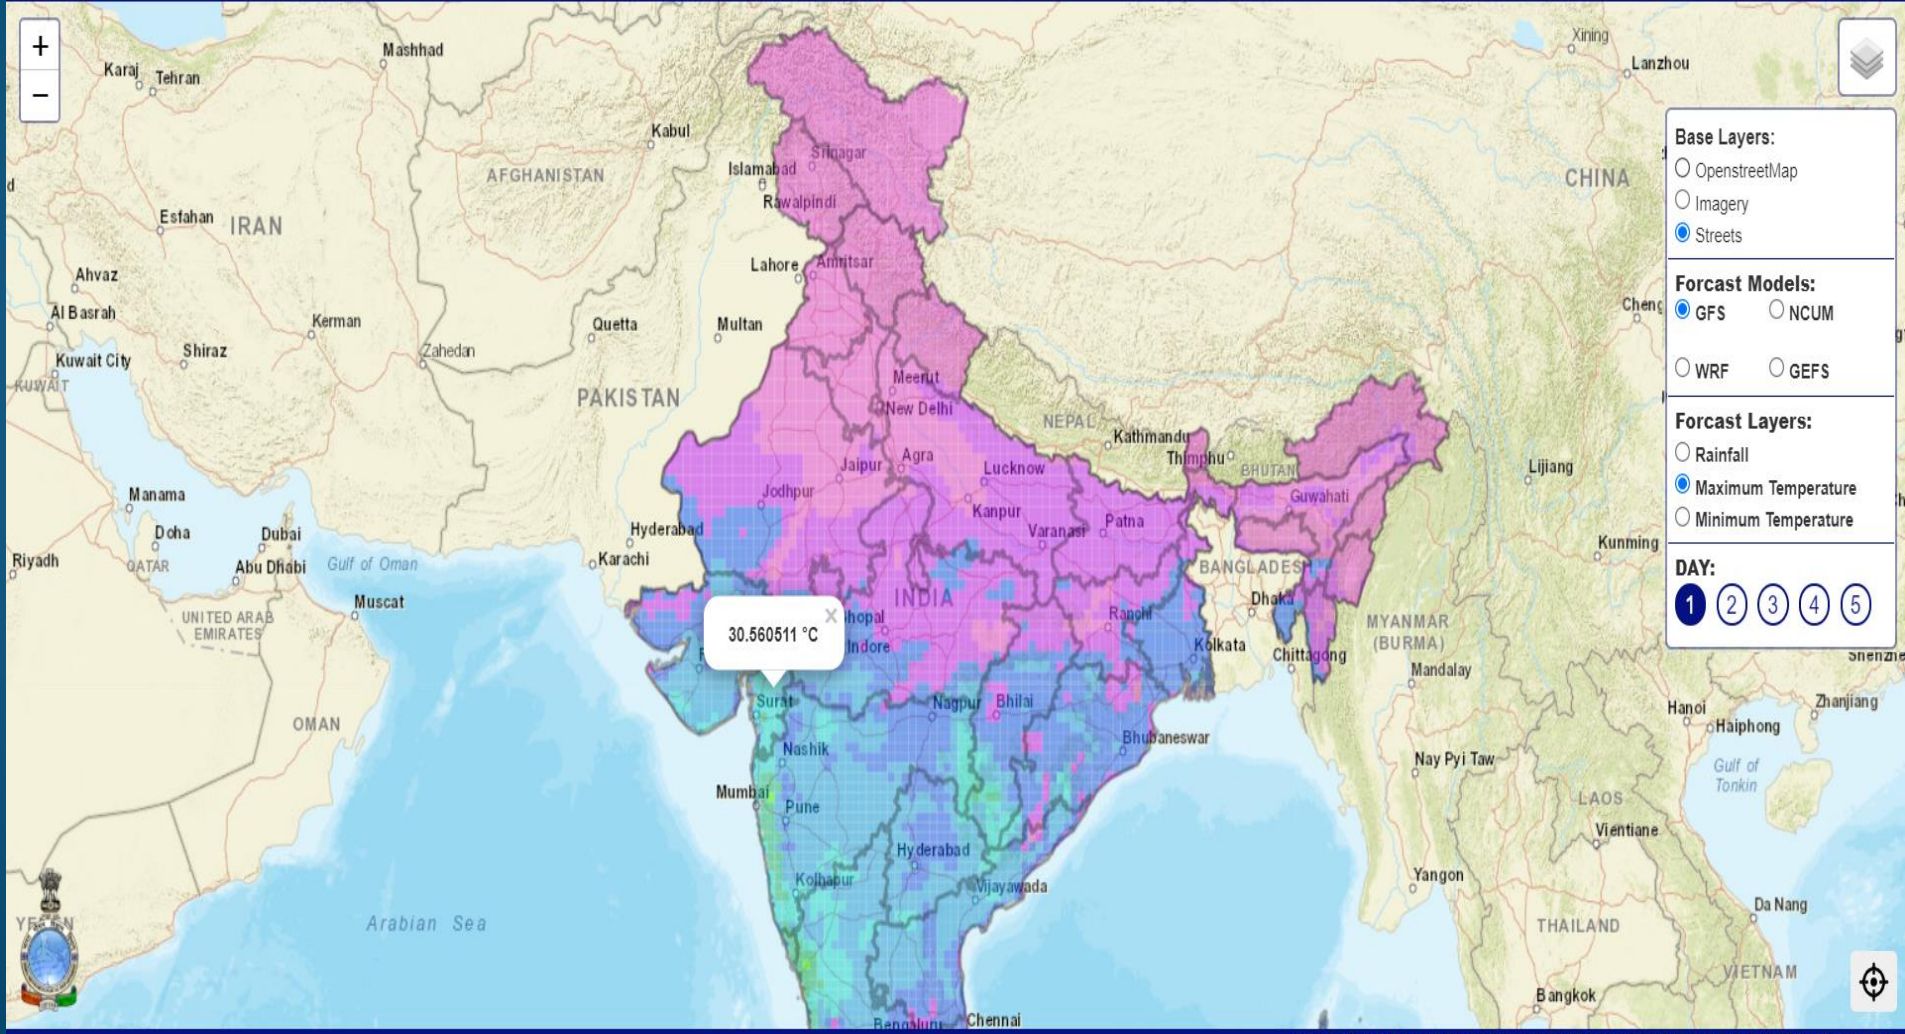 +
−
Mashhad
Karaj
Tehran
Kabul
Islamabad
Srinagar
Rawalpindi
AFGHANISTAN
Esfahan
IRAN
Lahore
Amritsar
Ahvaz
Al Basrah
Kerman
Quetta
Multan
Shiraz
Zahedan
Kuwait City
KUWAIT
PAKISTAN
Meerut
New Delhi
NEPAL
Kathmandu
Thimphu
BHUTAN
Guwahati
Jaipur
Agra
Lucknow
Jodhpur
Kanpur
Varanasi
Patna
Manama
Doha
Dubai
Hyderabad
Riyadh
QATAR
Abu Dhabi
Gulf of Oman
Karachi
BANGLADESH
Muscat
INDIA
Dhaka
UNITED ARAB
EMIRATES
30.560511 °C
×
hopal
Indore
Ranchi
Kolkata
Chittagong
MYANMAR
(BURMA)
Mandalay
OMAN
Surat
Nagpur
Bhilai
Nashik
Bhubaneswar
Mumbai
Pune
Nay Pyi Taw
Hyderabad
Kolhapur
Vijayawada
Yangon
Arabian Sea
Bengaluru
Chennai
Xining
Lanzhou
CHINA
Cheng
Lijiang
Kunming
Shenzhe
Hanoi
Haiphong
Zhanjiang
Gulf of
Tonkin
LAOS
Vientiane
Da Nang
THAILAND
VIETNAM
Bangkok
Base Layers:
OpenstreetMap
Imagery
Streets
Forcast Models:
GFS NCUM
WRF GEFS
Forcast Layers:
Rainfall
Maximum Temperature
Minimum Temperature
DAY:
1 2 3 4 5